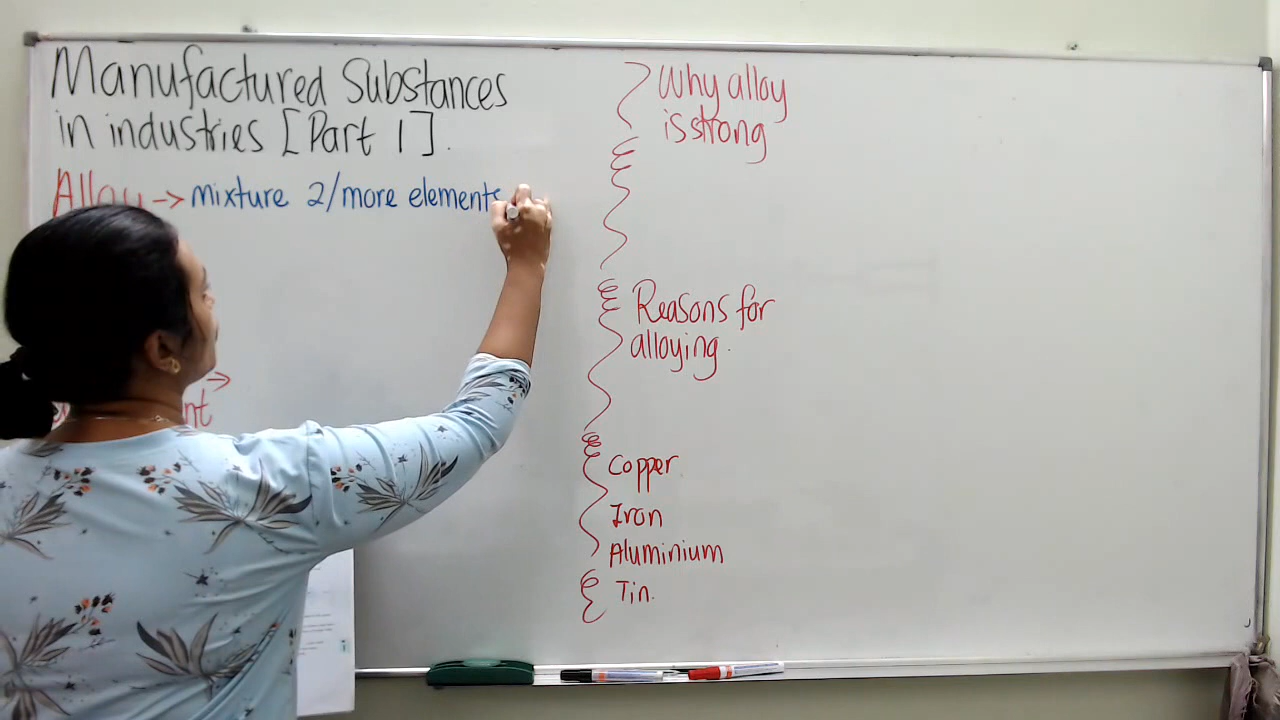 Manufactured Substances
in industries [Part 1].
Alloy -> mixture 2/more elements
Why alloy
is strong
Reasons for
alloying.
Copper
Iron
Aluminium
Tin.